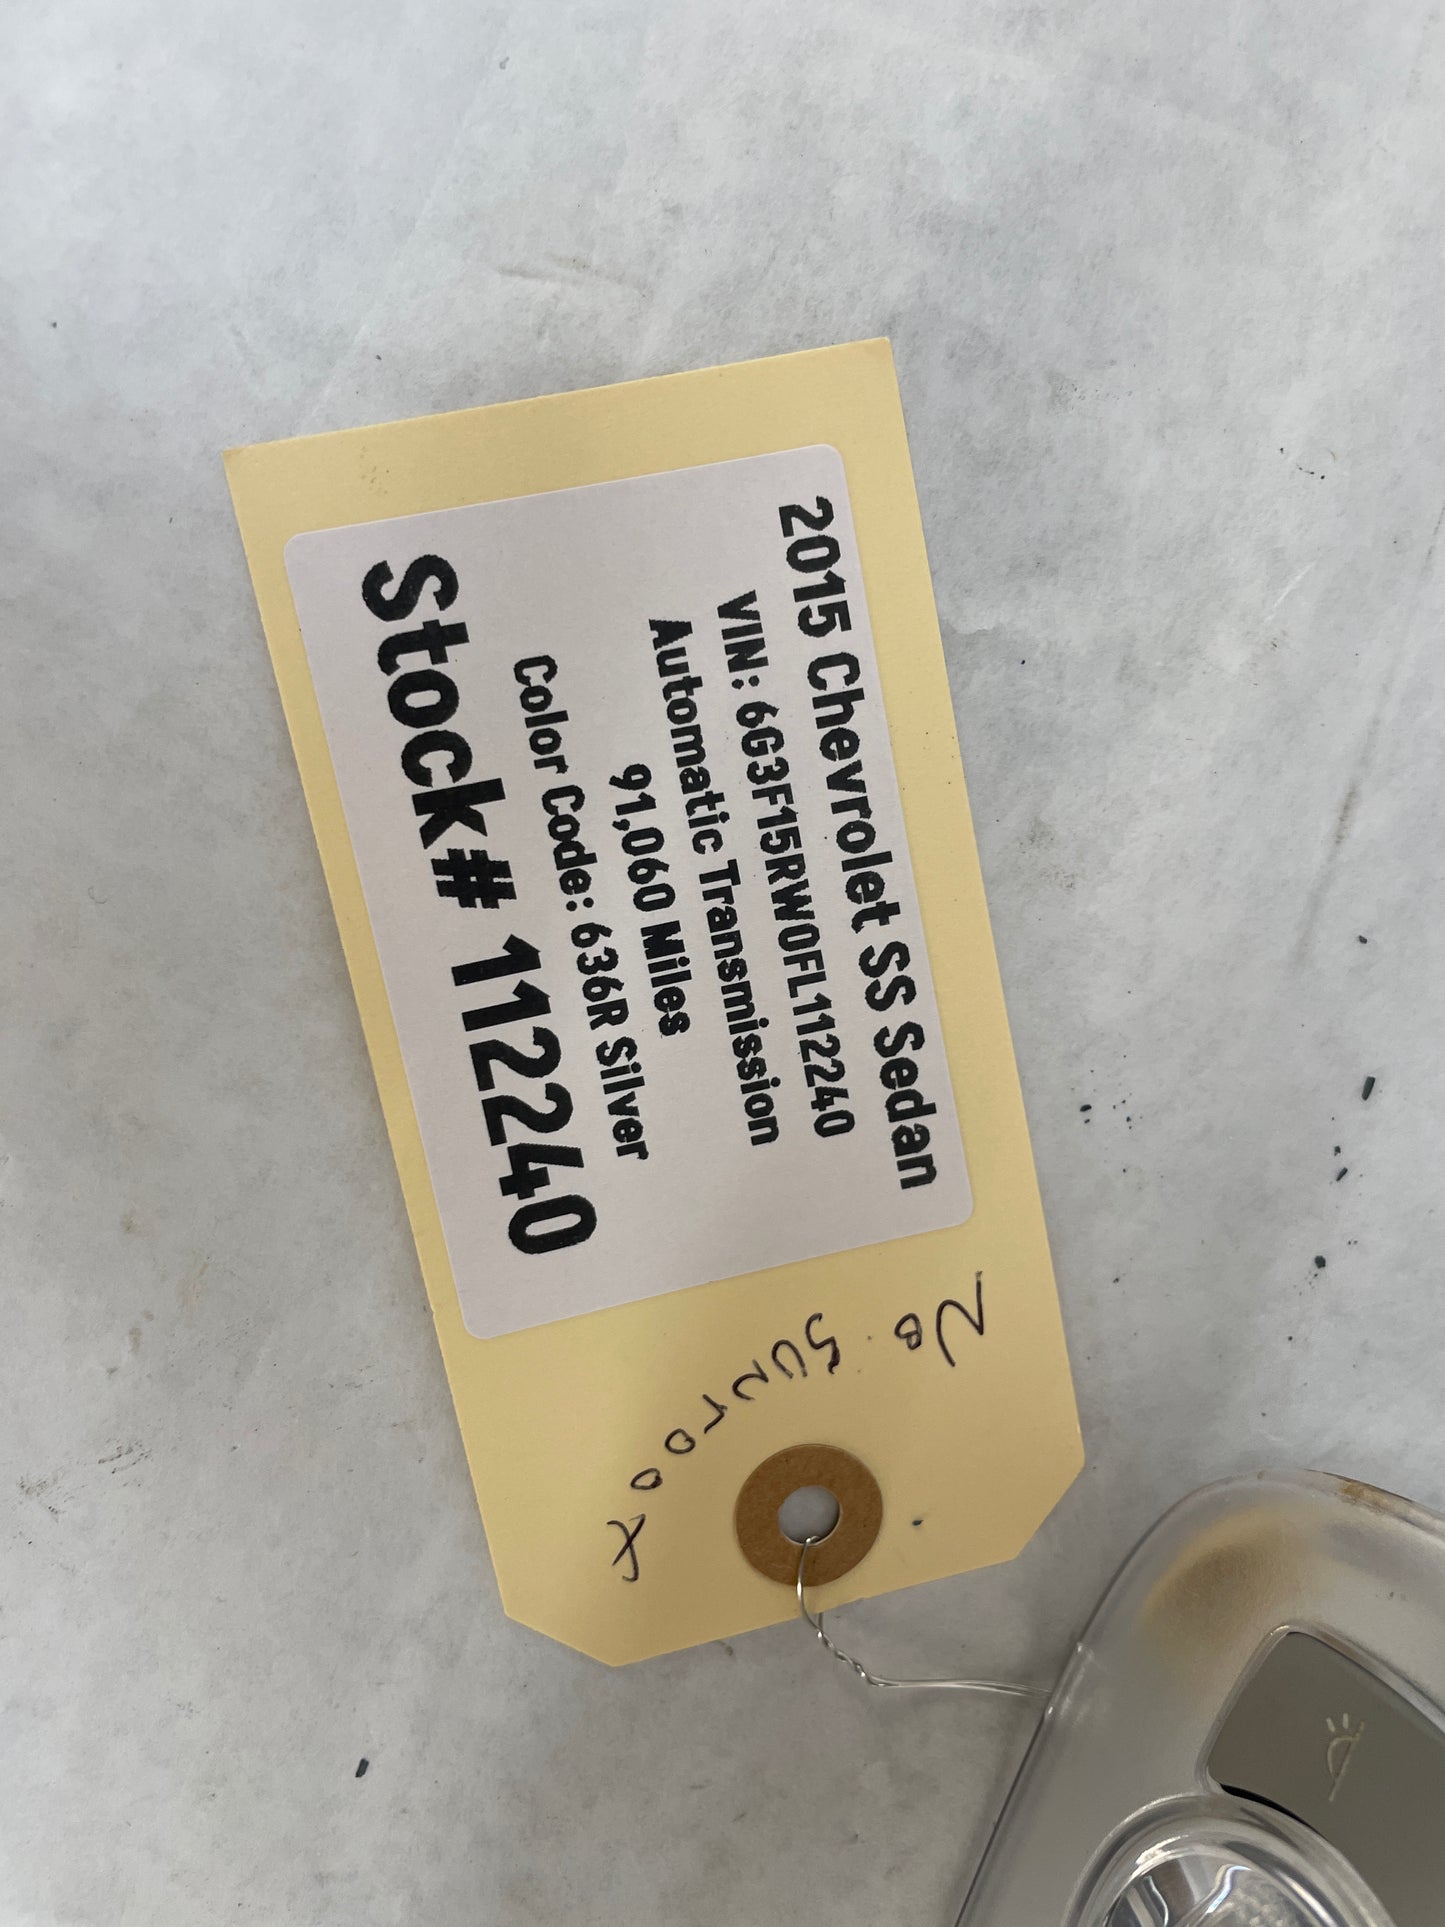 2015 Chevrolet SS Sedan
VIN: 6G3F15RW0FL112240
Automatic Transmission
91,060 Miles
Color Code: 636R Silver
Stock# 112240
No sunroof